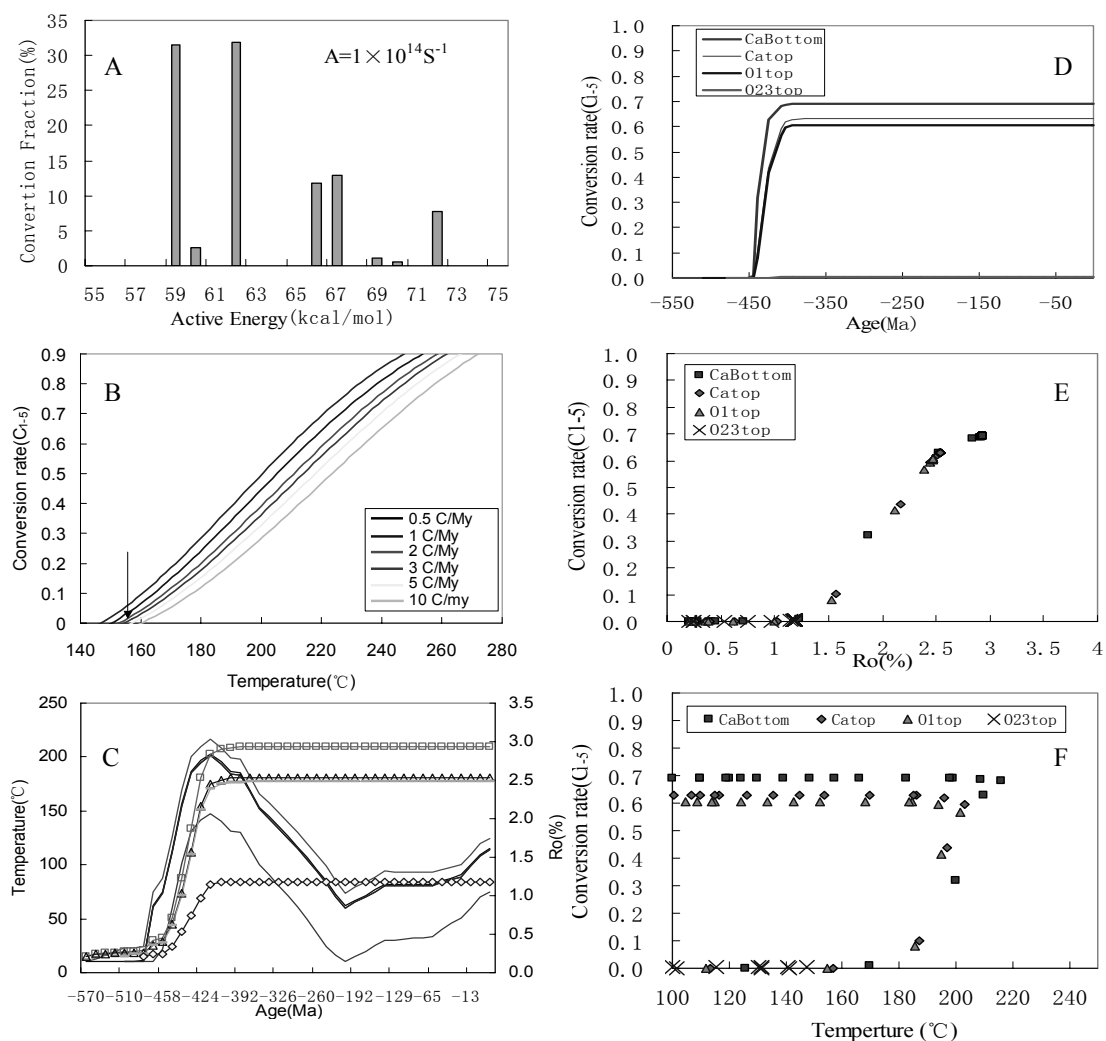 Convertion Fraction(%)
35
30
25
20
15
10
5
0
A
A=1×10¹⁴S⁻¹
55 57 59 61 63 65 67 69 71 73 75
Active Energy(kcal/mol)
Conversion rate(C₁₋₅)
1.0
0.9
0.8
0.7
0.6
0.5
0.4
0.3
0.2
0.1
0.0
CaBottom
Catop
O1top
O23top
D
-550 -450 -350 -250 -150 -50
Age(Ma)
Conversion rate(C₁₋₅)
0.9
0.8
0.7
0.6
0.5
0.4
0.3
0.2
0.1
0
B
0.5 C/My
1 C/My
2 C/My
3 C/My
5 C/My
10 C/my
140 160 180 200 220 240 260 280
Temperature(℃)
Conversion rate(C1-5)
1.0
0.9
0.8
0.7
0.6
0.5
0.4
0.3
0.2
0.1
0.0
CaBottom
Catop
O1top
O23top
E
0 0.5 1 1.5 2 2.5 3 3.5 4
Ro(%)
Temperature(℃)
250
200
150
100
50
0
C
3.5
3.0
2.5
2.0
1.5
1.0
0.5
0.0
Ro(%)
-570 -510 -458 -424 -392 -326 -260 -192 -129 -65 -13
Age(Ma)
Conversion rate(C₁₋₅)
1.0
0.9
0.8
0.7
0.6
0.5
0.4
0.3
0.2
0.1
0.0
CaBottom Catop O1top O23top
F
100 120 140 160 180 200 220 240
Temperture (℃)